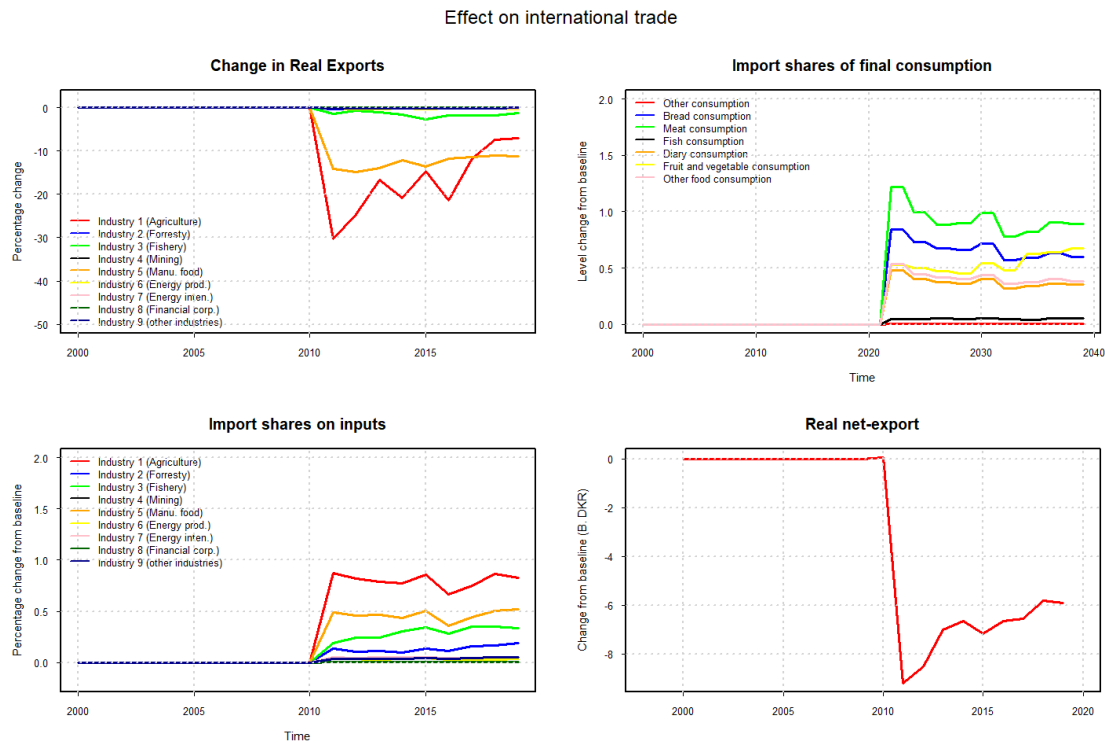 Effect on international trade
Change in Real Exports
Percentage change
0
-10
-20
-30
-40
-50
Industry 1 (Agriculture)
Industry 2 (Forresty)
Industry 3 (Fishery)
Industry 4 (Mining)
Industry 5 (Manu. food)
Industry 6 (Energy prod.)
Industry 7 (Energy inten.)
Industry 8 (Financial corp.)
Industry 9 (other industries)
2000
2005
2010
2015
Import shares of final consumption
Level change from baseline
2.0
1.5
1.0
0.5
0.0
Other consumption
Bread consumption
Meat consumption
Fish consumption
Diary consumption
Fruit and vegetable consumption
Other food consumption
2000
2010
2020
2030
2040
Time
Import shares on inputs
Percentage change from baseline
2.0
1.5
1.0
0.5
0.0
Industry 1 (Agriculture)
Industry 2 (Forresty)
Industry 3 (Fishery)
Industry 4 (Mining)
Industry 5 (Manu. food)
Industry 6 (Energy prod.)
Industry 7 (Energy inten.)
Industry 8 (Financial corp.)
Industry 9 (other industries)
2000
2005
2010
2015
Time
Real net-export
Change from baseline (B. DKR)
0
-2
-4
-6
-8
2000
2005
2010
2015
2020